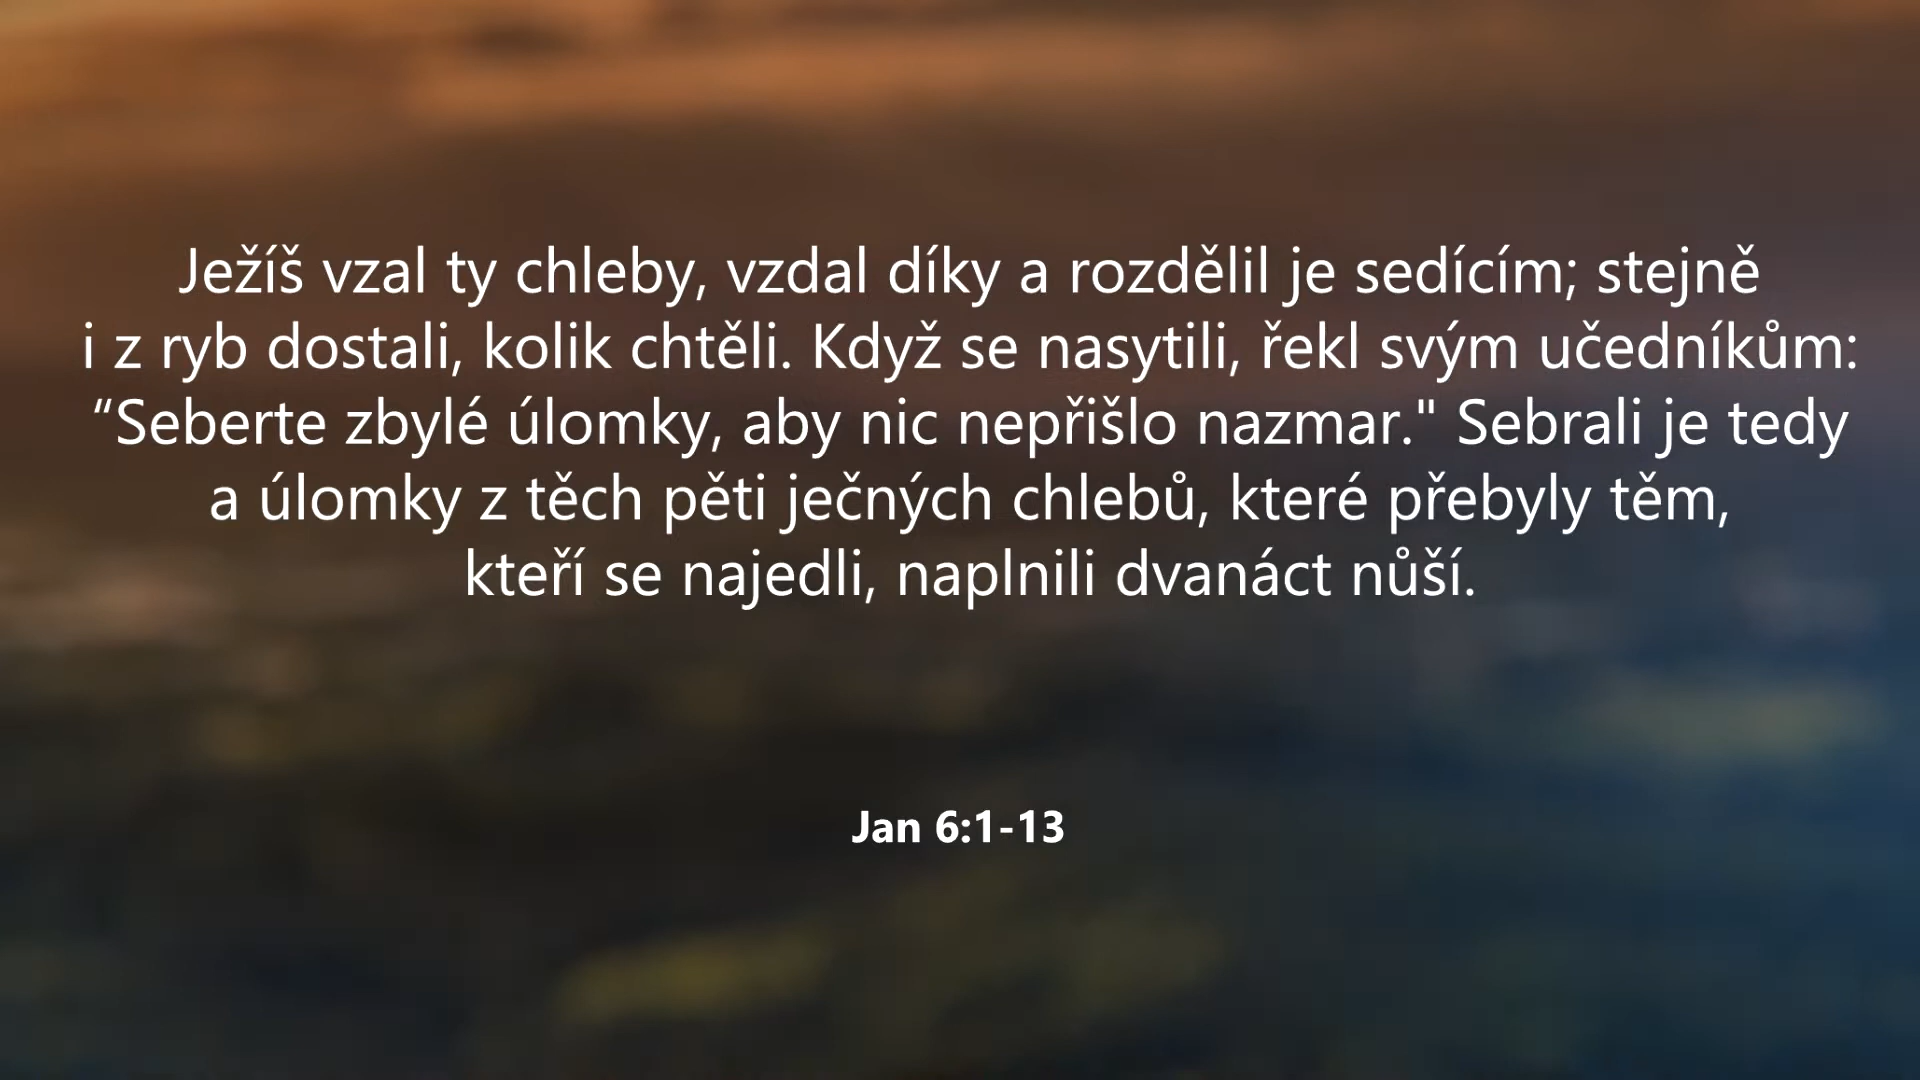 Ježíš vzal ty chleby, vzdal díky a rozdělil je sedícím; stejně
i z ryb dostali, kolik chtěli. Když se nasytili, řekl svým učedníkům:
“Seberte zbylé úlomky, aby nic nepřišlo nazmar." Sebrali je tedy
a úlomky z těch pěti ječných chlebů, které přebyly těm,
kteří se najedli, naplnili dvanáct nůší.
Jan 6:1-13